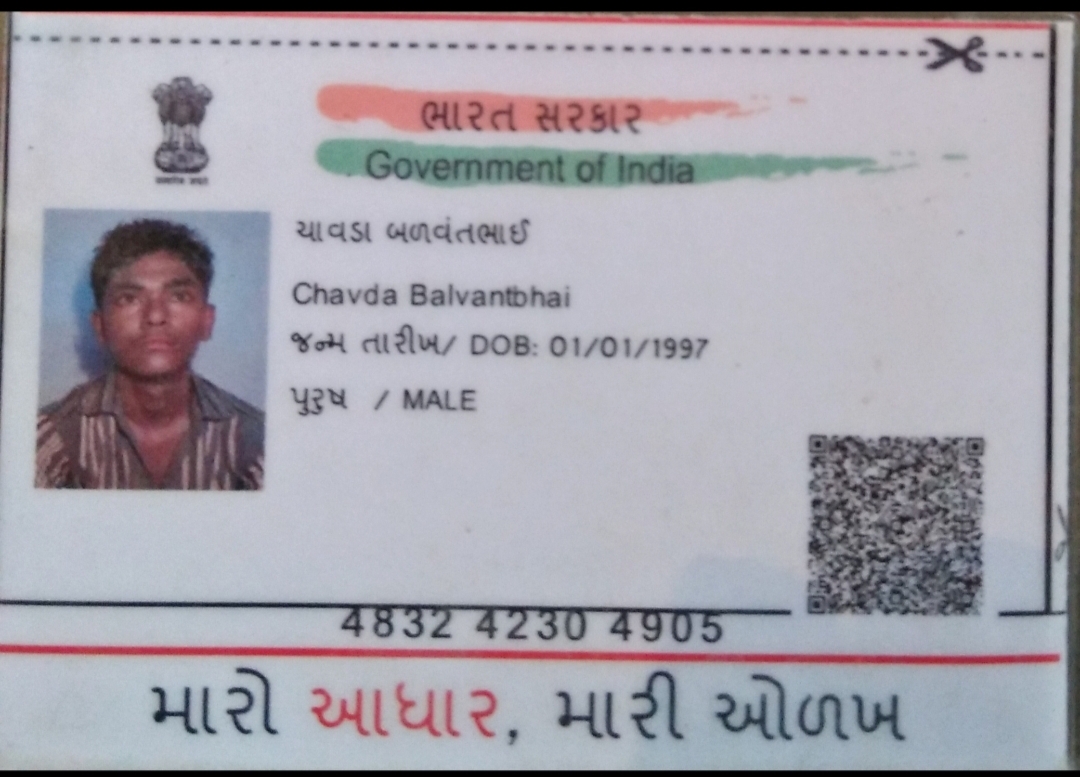 ભારત સરકાર
Government of India
ચાવડા બળવંતભાઈ
Chavda Balvantbhai
જન્મ તારીખ/ DOB: 01/01/1997
પુરુષ / MALE
4832 4230 4905
મારો આધાર, મારી ઓળખ